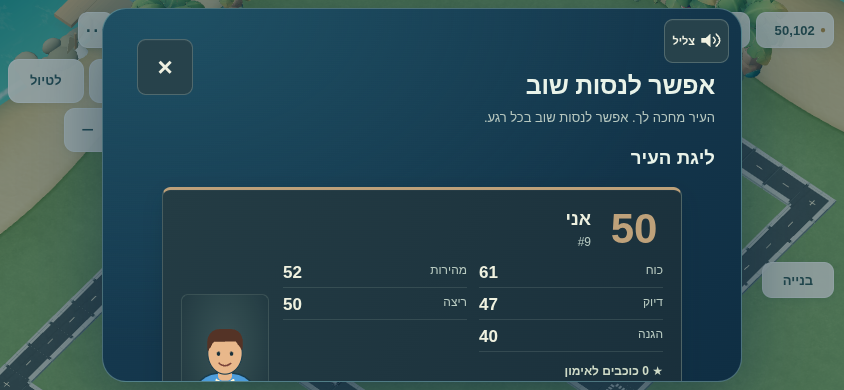 50,102
צליל
×
לטיול
אפשר לנסות שוב
העיר מחכה לך. אפשר לנסות שוב בכל רגע.
ליגת העיר
50
אני
#9
כוח 61
מהירות 52
דיוק 47
ריצה 50
הגנה 40
★ 0 כוכבים לאימון
בנייה